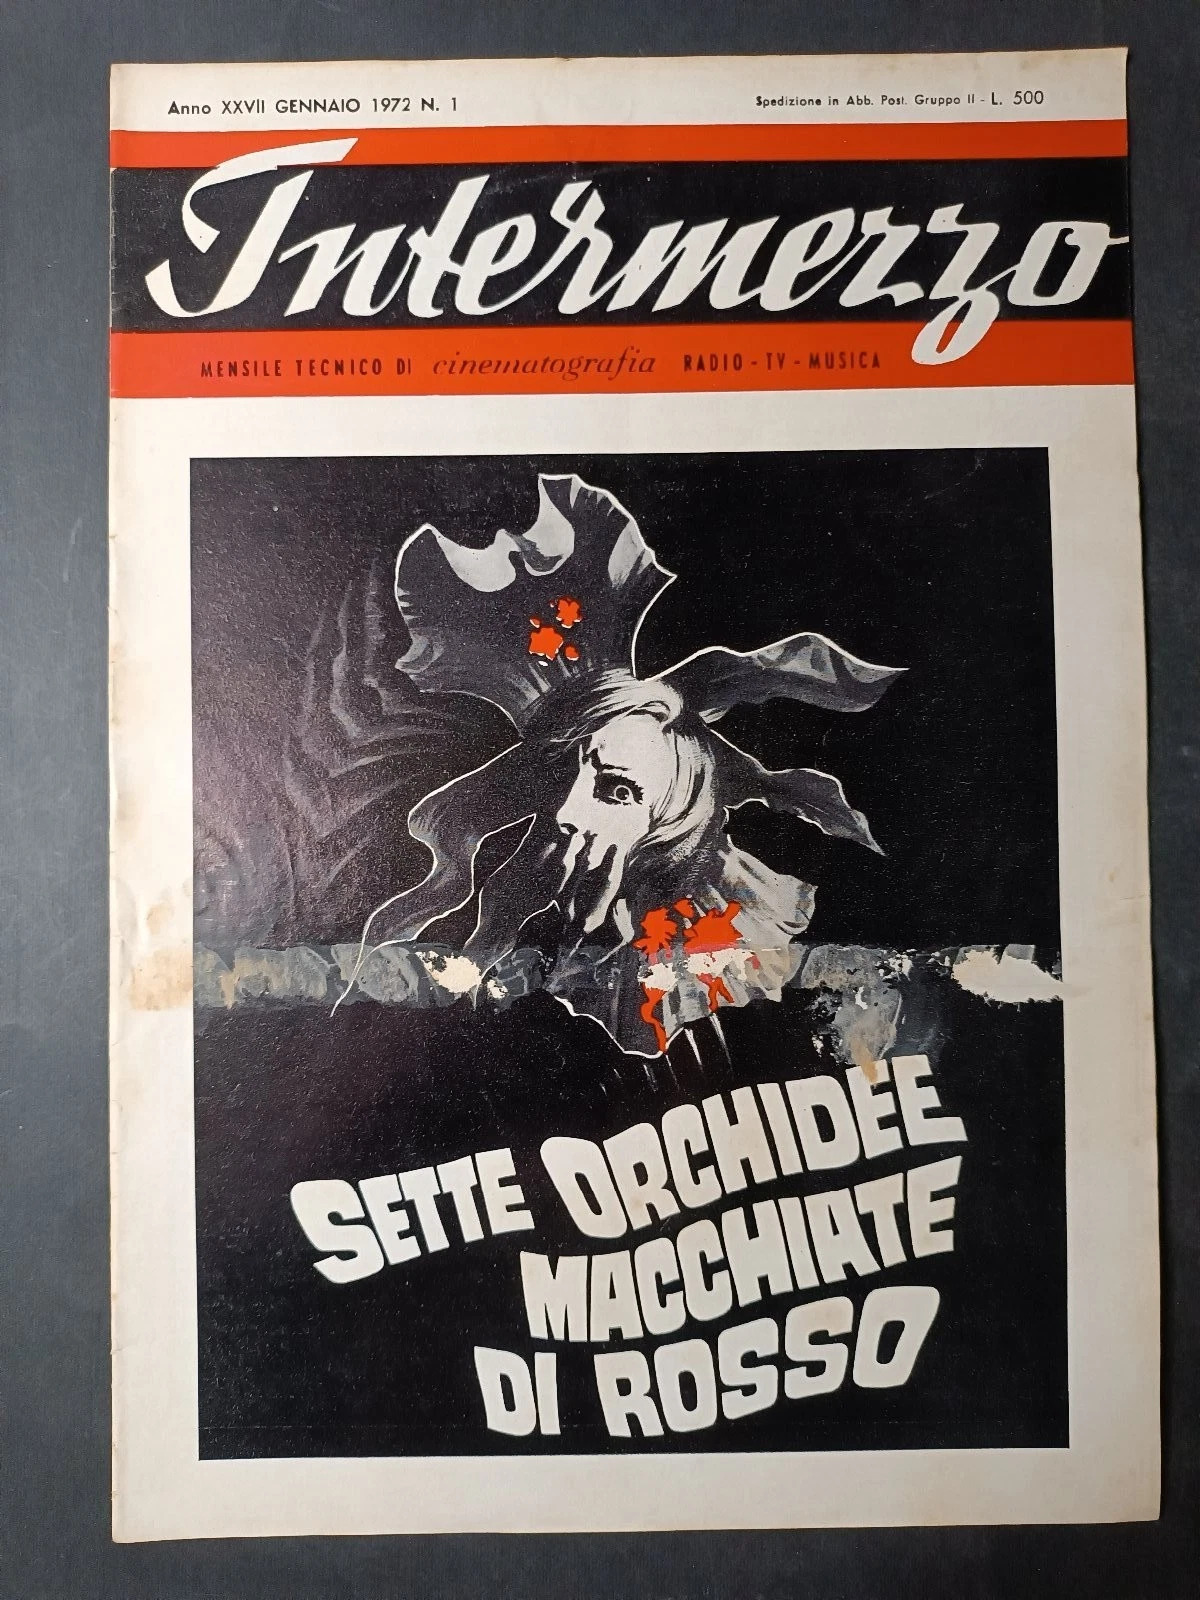 Anno XXVII GENNAIO 1972 N. 1
Spedizione in Abb. Post. Gruppo II - L. 500
Intermezzo
MENSILE TECNICO DI cinematografia RADIO - TV - MUSICA
SETTE ORCHIDEE
MACCHIATE
DI ROSSO